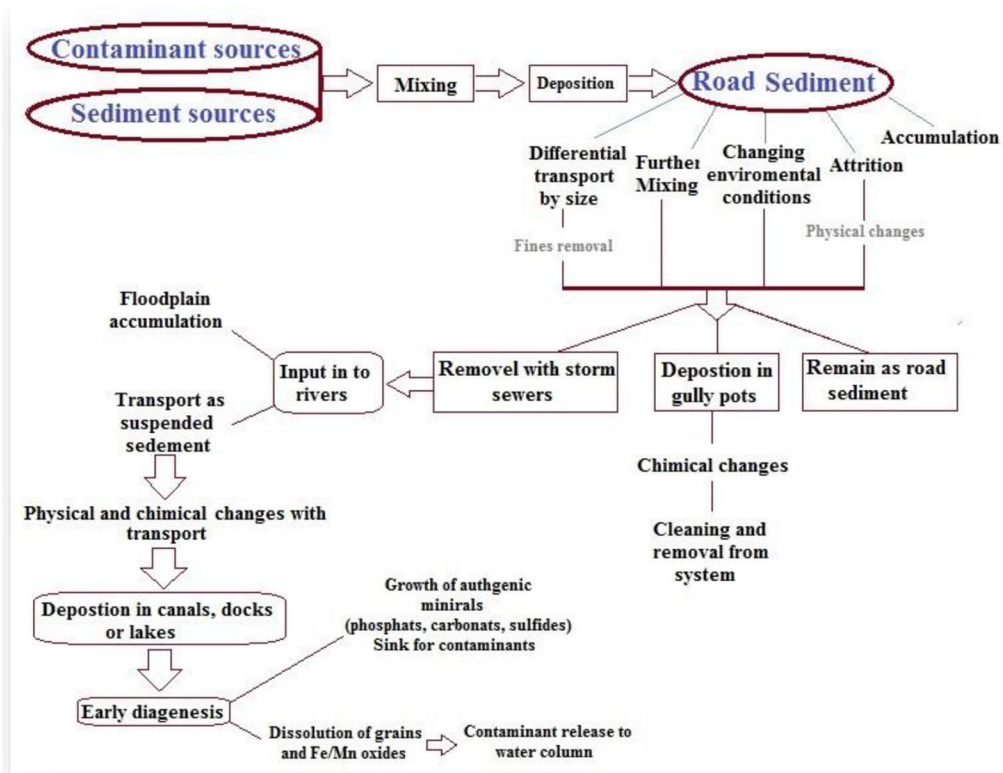 Contaminant sources
Sediment sources
Mixing
Deposition
Road Sediment
Differential
transport
by size
Further
Mixing
Changing
enviromental
conditions
Attrition
Accumulation
Fines removal
Physical changes
Floodplain
accumulation
Input in to
rivers
Removel with storm
sewers
Depostion in
gully pots
Remain as road
sediment
Transport as
suspended
sedement
Chimical changes
Cleaning and
removal from
system
Physical and chimical changes with
transport
Depostion in canals, docks
or lakes
Growth of authgenic
minirals
(phosphats, carbonats, sulfides)
Sink for contaminants
Early diagenesis
Dissolution of grains
and Fe/Mn oxides
Contaminant release to
water column